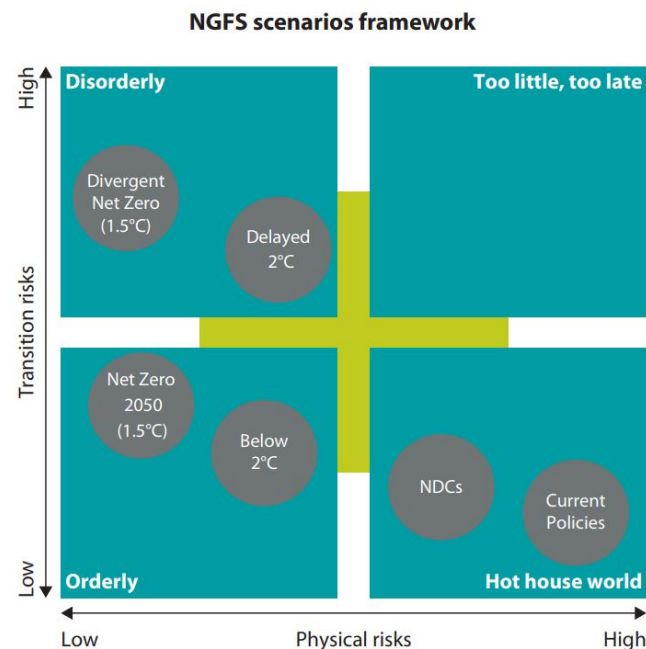 NGFS scenarios framework
High
Disorderly
Too little, too late
Divergent
Net Zero
(1.5°C)
Delayed
2°C
Transition risks
Net Zero
2050
(1.5°C)
Below
2°C
NDCs
Current
Policies
Low
Orderly
Hot house world
Low
Physical risks
High